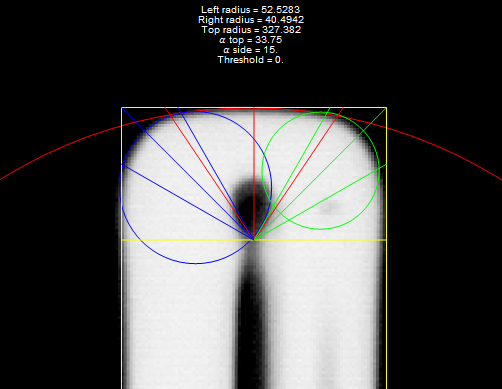 Left radius = 52.5283
Right radius = 40.4942
Top radius = 327.382
α top = 33.75
α side = 15.
Threshold = 0.